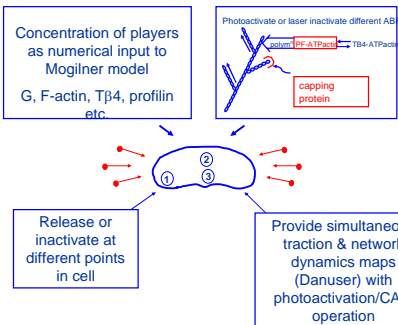 Concentration of players
as numerical input to
Mogilner model
G, F-actin, Tβ4, profilin
etc.
Photoactivate or laser inactivate different ABP
polym PF-ATPactin TB4-ATPactin
capping
protein
2
1 3
Release or
inactivate at
different points
in cell
Provide simultaneo
traction & network
dynamics maps
(Danuser) with
photoactivation/CA
operation